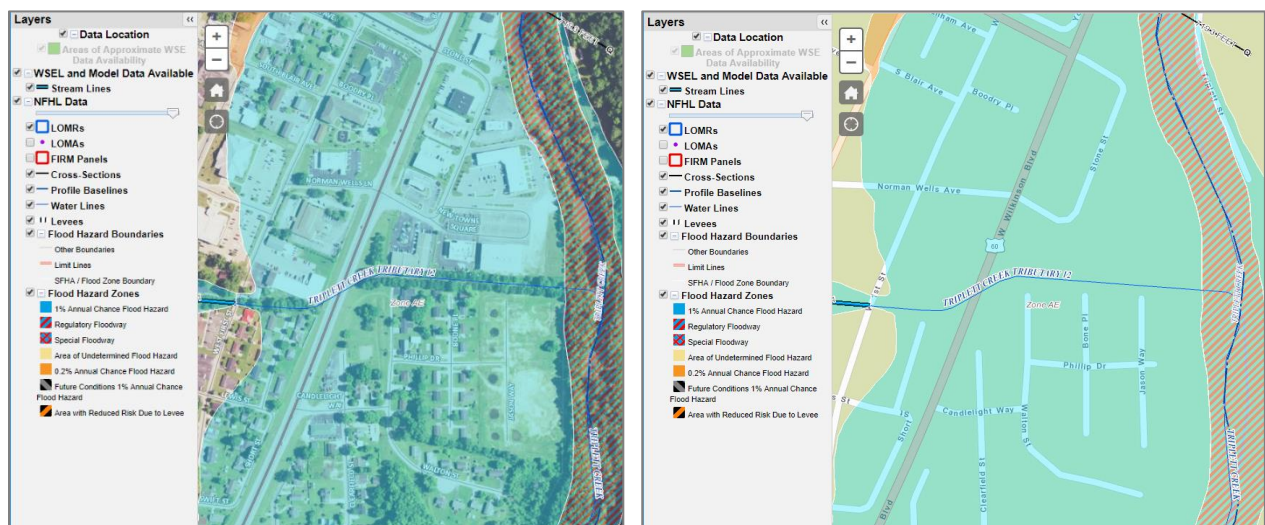 Layers
Data Location
Areas of Approximate WSE
Data Availability
WSEL and Model Data Available
Stream Lines
NFHL Data
LOMRs
LOMAs
FIRM Panels
Cross-Sections
Profile Baselines
Water Lines
Levees
Flood Hazard Boundaries
Other Boundaries
Limit Lines
SFHA / Flood Zone Boundary
Flood Hazard Zones
1% Annual Chance Flood Hazard
Regulatory Floodway
Special Floodway
Area of Undetermined Flood Hazard
0.2% Annual Chance Flood Hazard
Future Conditions 1% Annual Chance
Flood Hazard
Area with Reduced Risk Due to Levee
+
−
NORMAN WELLS LN
SQUARE
TRIPLETT CREEK TRIBUTARY 12
Zone AE
PHILLIP DR
CANDLELIGHT
WAY
WALTON ST
TRIPLETT CREEK
Layers
Data Location
Areas of Approximate WSE
Data Availability
WSEL and Model Data Available
Stream Lines
NFHL Data
LOMRs
LOMAs
FIRM Panels
Cross-Sections
Profile Baselines
Water Lines
Levees
Flood Hazard Boundaries
Other Boundaries
Limit Lines
SFHA / Flood Zone Boundary
Flood Hazard Zones
1% Annual Chance Flood Hazard
Regulatory Floodway
Special Floodway
Area of Undetermined Flood Hazard
0.2% Annual Chance Flood Hazard
Future Conditions 1% Annual Chance
Flood Hazard
Area with Reduced Risk Due to Levee
+
−
S Blair Ave
Boodry Pl
Stone St
Norman Wells Ave
W Wilkinson Blvd
60
TRIPLETT CREEK TRIBUTARY 12
Zone AE
Bone Pl
Phillip Dr
Jason Way
Candlelight Way
Walton St
Short St
Clearfield St
Blvd
TRIPLETT CREEK